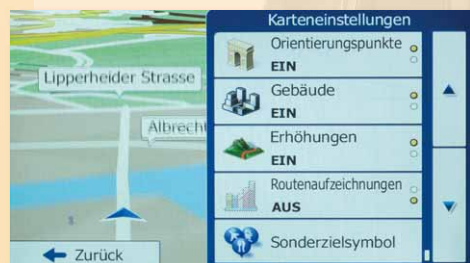 Karteneinstellungen
Orientierungspunkte
EIN
Gebäude
EIN
Erhöhungen
EIN
Routenaufzeichnungen
AUS
Sonderzielsymbol
Lipperheider Strasse
Albrecht
Zurück